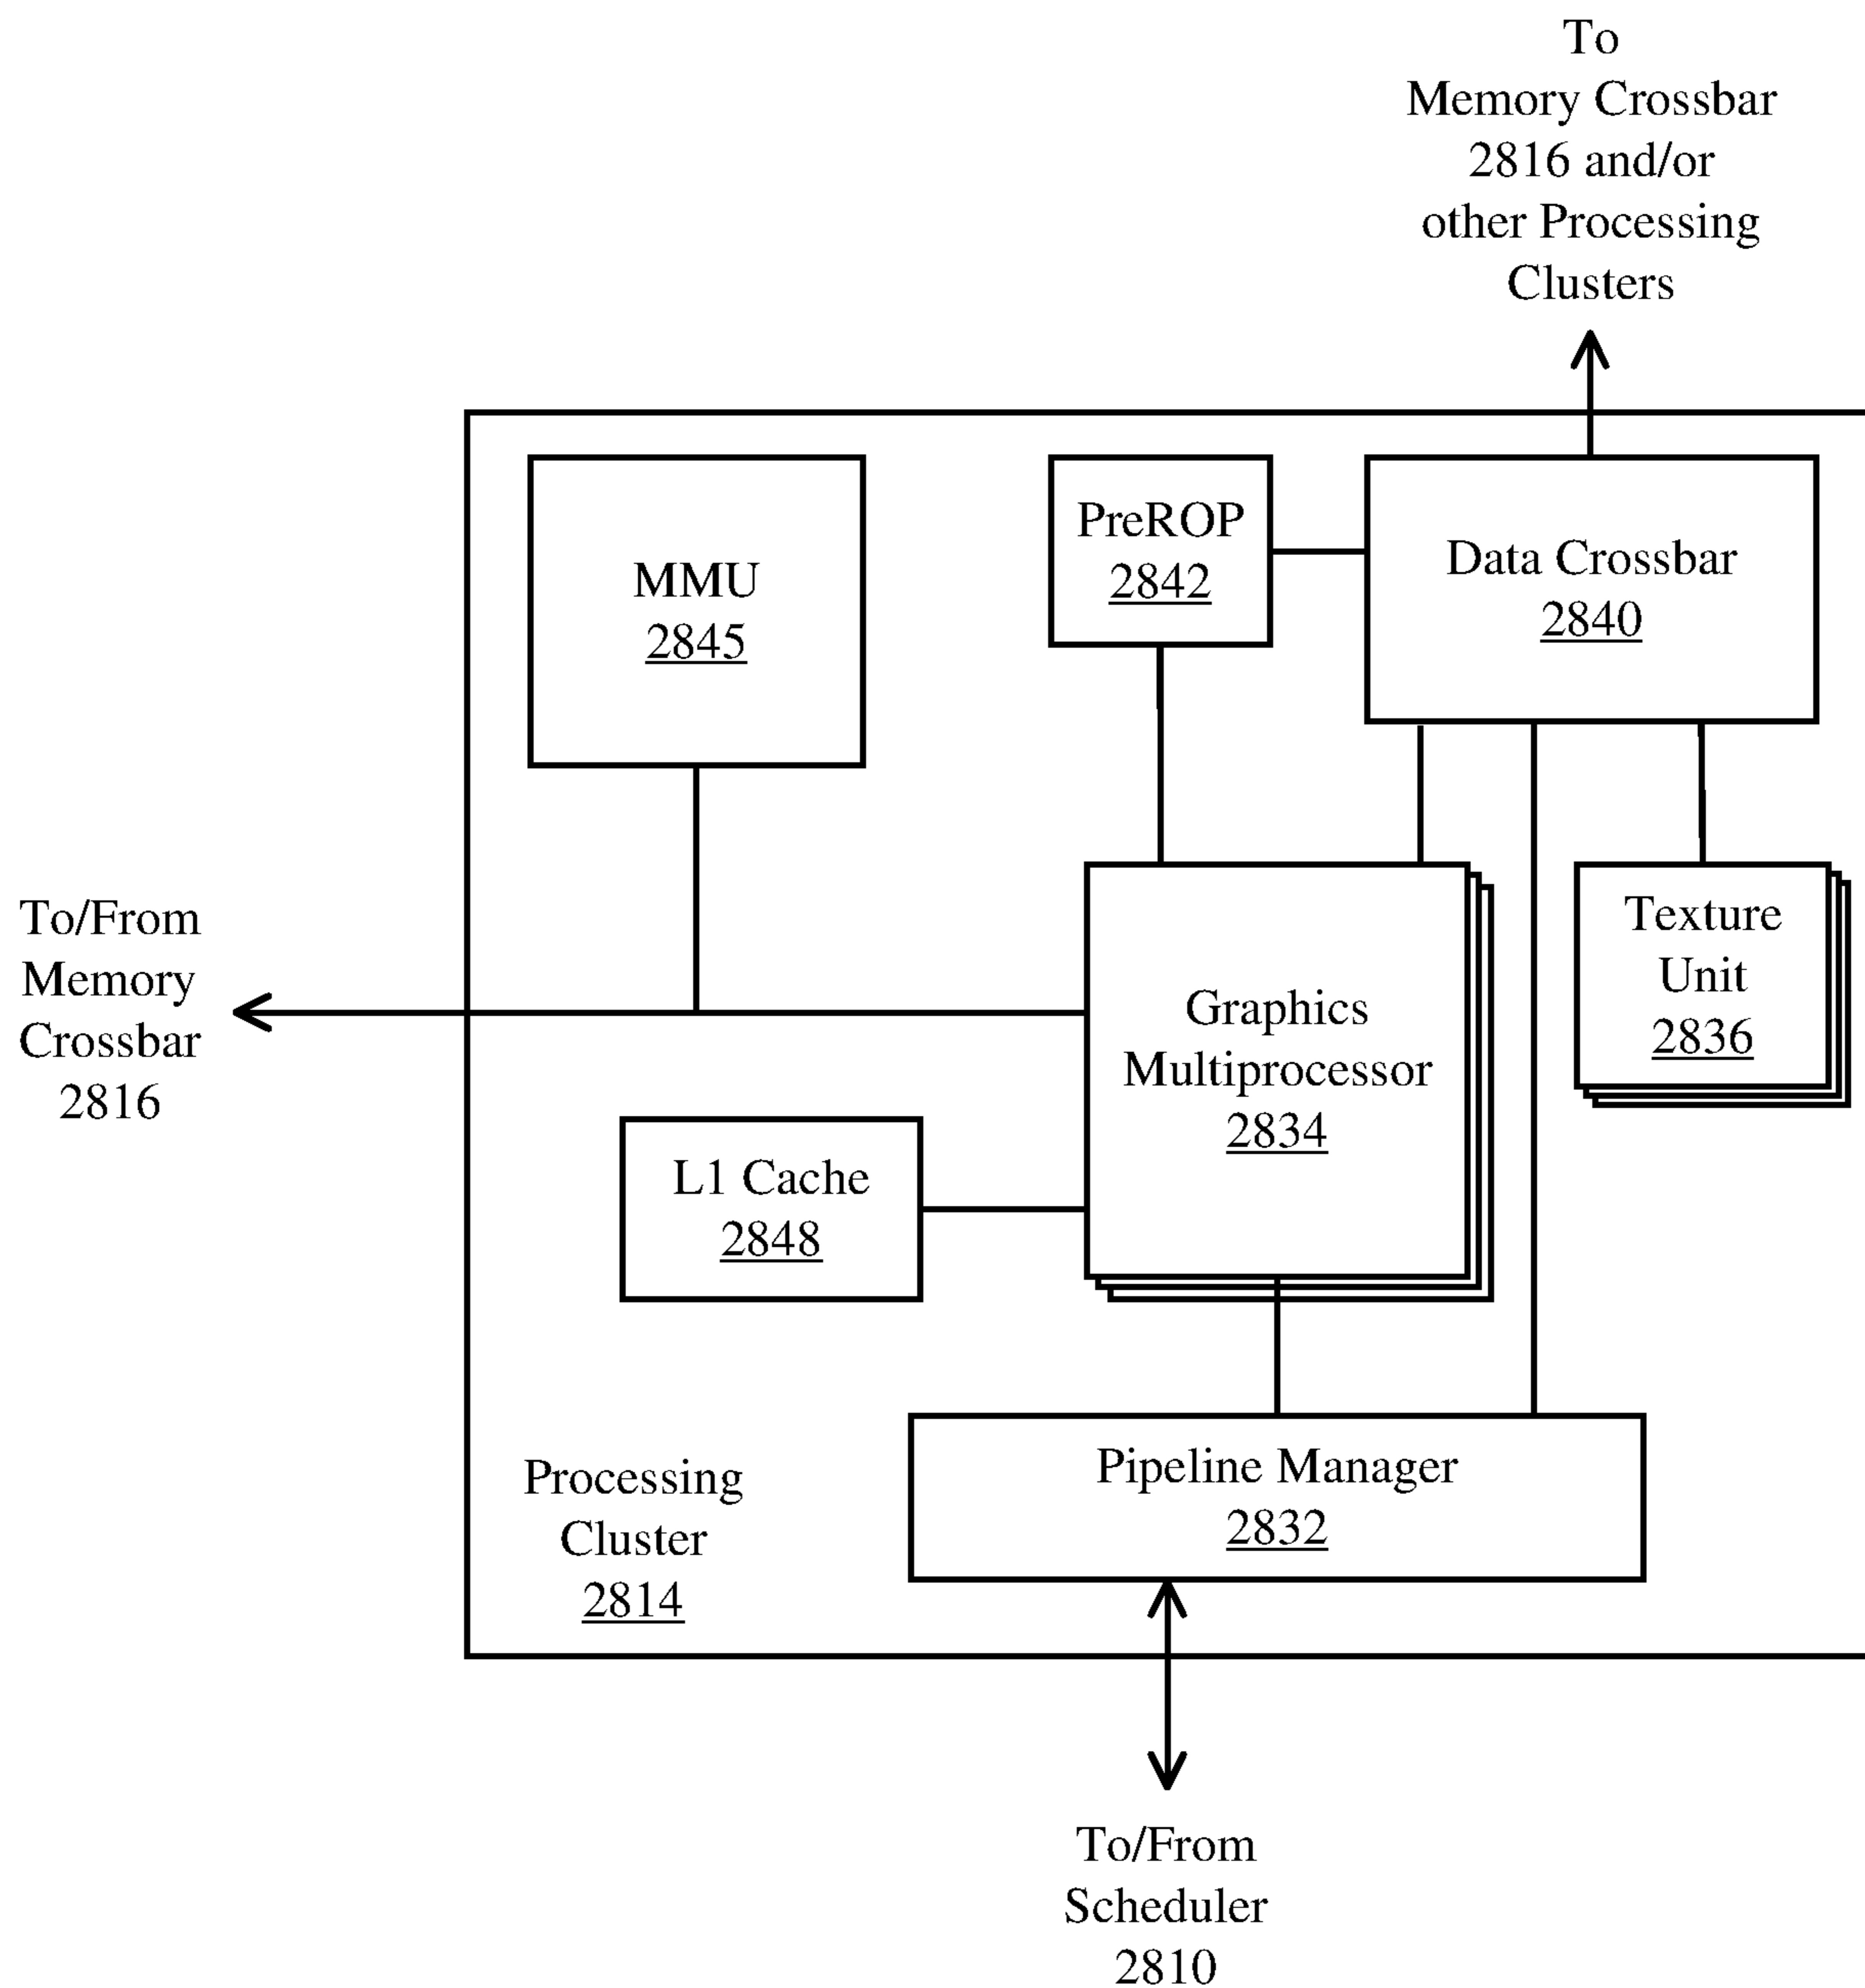 To
Memory Crossbar
2816 and/or
other Processing
Clusters
MMU
2845
PreROP
2842
Data Crossbar
2840
To/From
Memory
Crossbar
2816
Graphics
Multiprocessor
2834
Texture
Unit
2836
L1 Cache
2848
Pipeline Manager
2832
Processing
Cluster
2814
To/From
Scheduler
2810